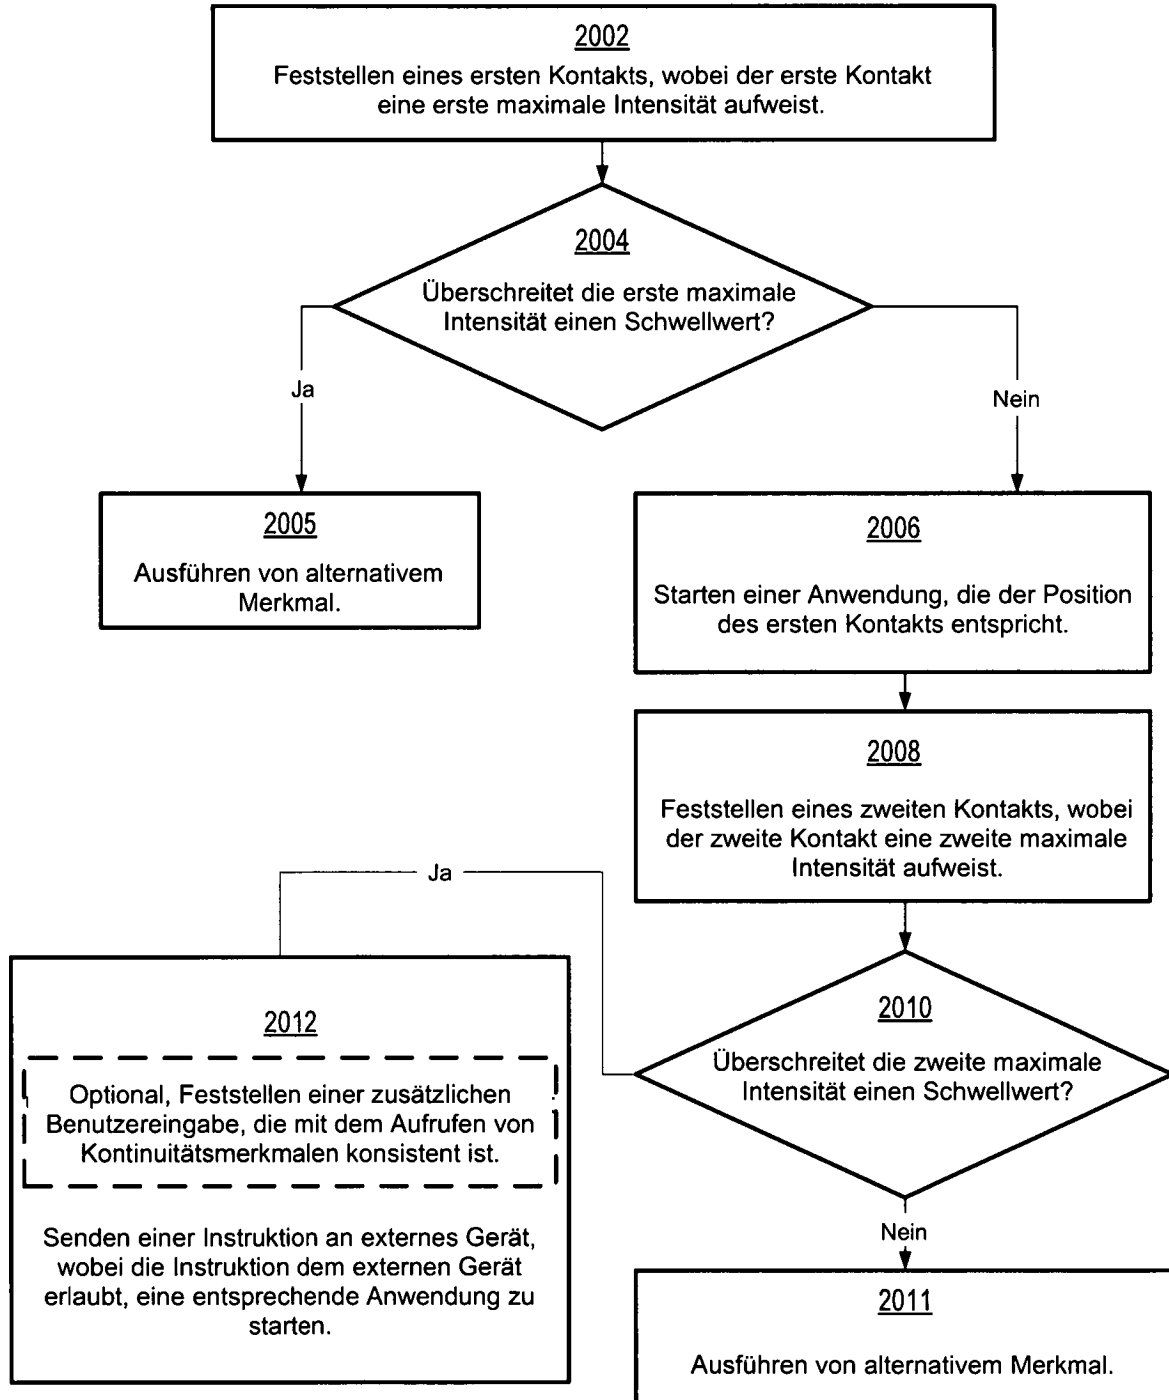 2002
Feststellen eines ersten Kontakts, wobei der erste Kontakt
eine erste maximale Intensität aufweist.
2004
Überschreitet die erste maximale
Intensität einen Schwellwert?
Ja
Nein
2005
Ausführen von alternativem
Merkmal.
2006
Starten einer Anwendung, die der Position
des ersten Kontakts entspricht.
2008
Feststellen eines zweiten Kontakts, wobei
der zweite Kontakt eine zweite maximale
Intensität aufweist.
Ja
2010
Überschreitet die zweite maximale
Intensität einen Schwellwert?
2012
Optional, Feststellen einer zusätzlichen
Benutzereingabe, die mit dem Aufrufen von
Kontinuitätsmerkmalen konsistent ist.
Senden einer Instruktion an externes Gerät,
wobei die Instruktion dem externen Gerät
erlaubt, eine entsprechende Anwendung zu
starten.
Nein
2011
Ausführen von alternativem Merkmal.